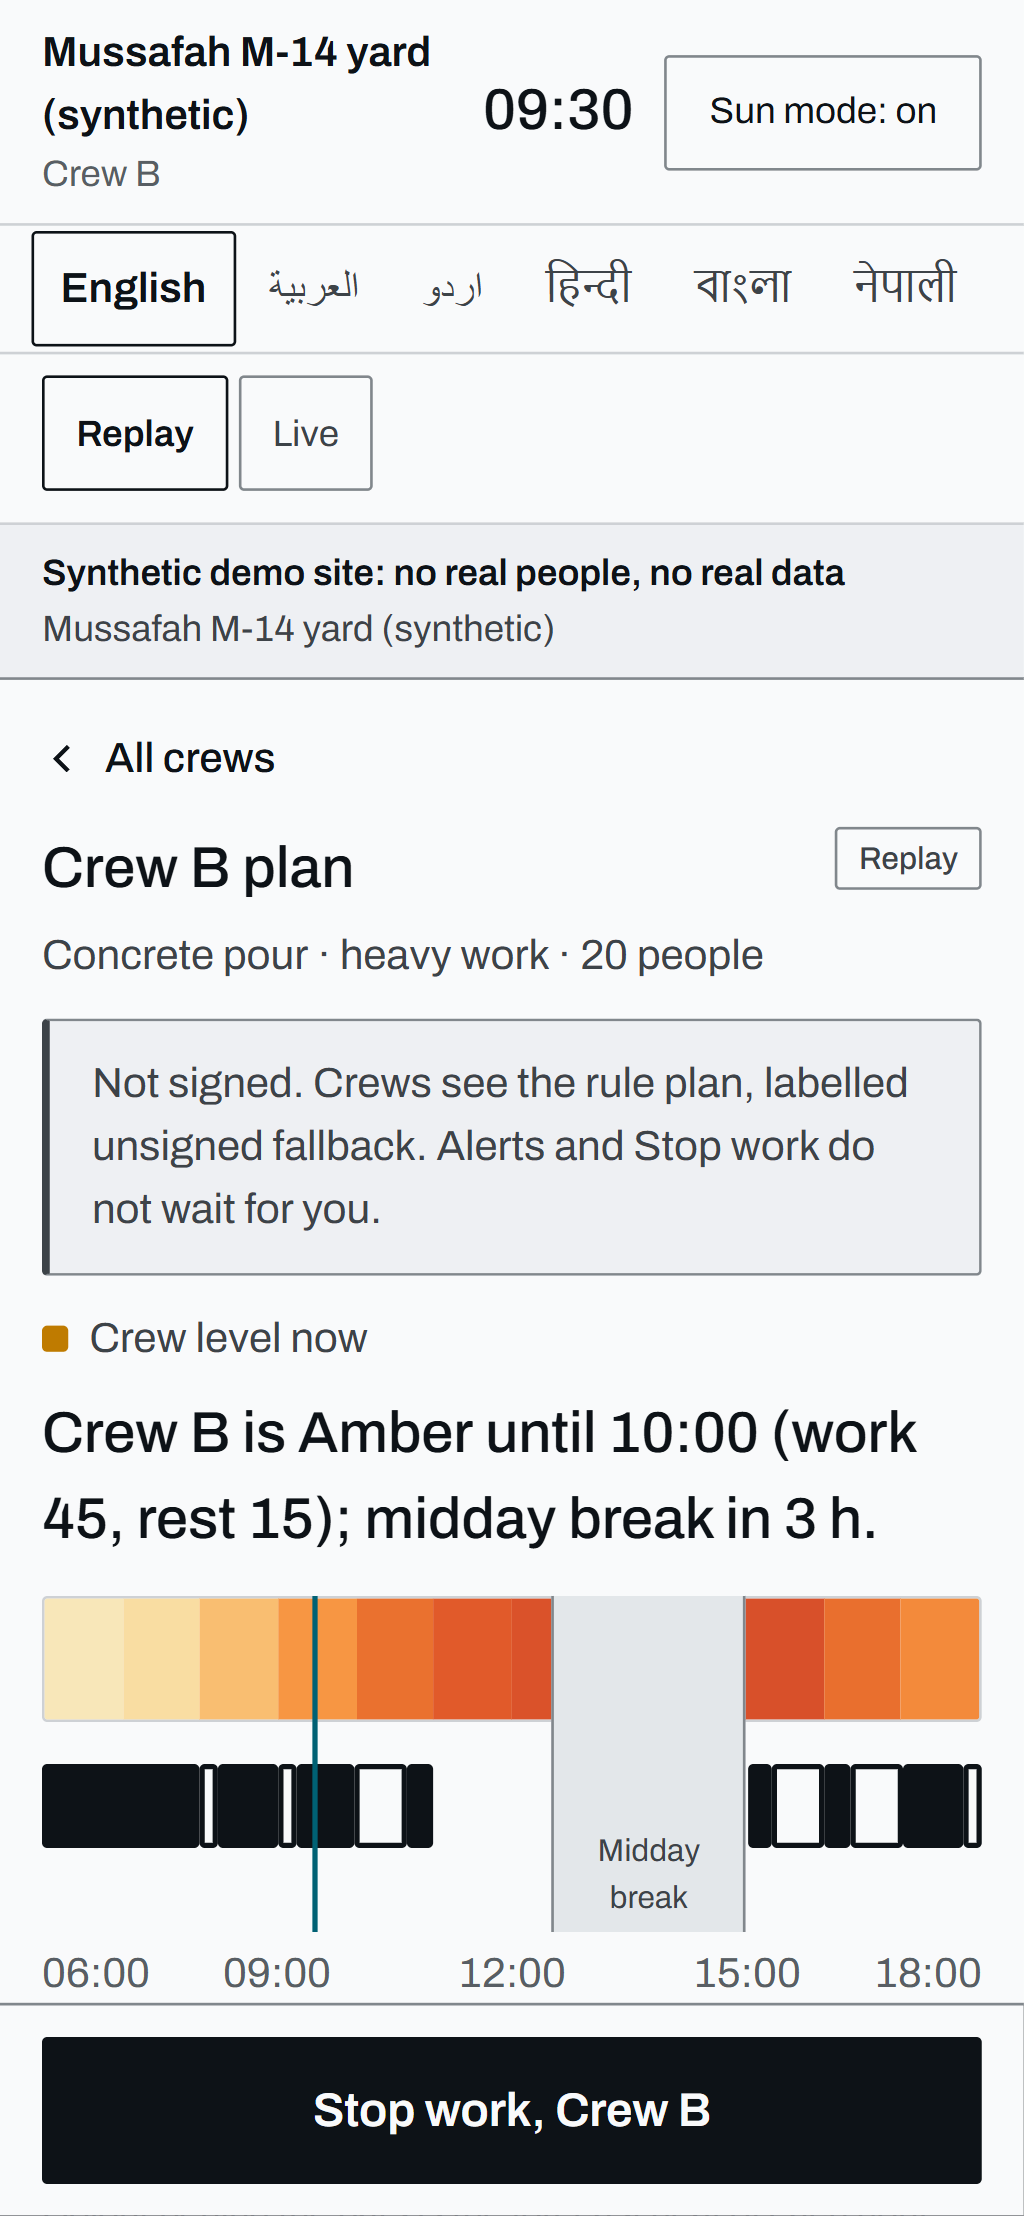 Mussafah M-14 yard
(synthetic)
Crew B
09:30
Sun mode: on
English العربية اردو हिन्दी বাংলা नेपाली
Replay Live
Synthetic demo site: no real people, no real data
Mussafah M-14 yard (synthetic)
All crews
Crew B plan
Replay
Concrete pour · heavy work · 20 people
Not signed. Crews see the rule plan, labelled
unsigned fallback. Alerts and Stop work do
not wait for you.
Crew level now
Crew B is Amber until 10:00 (work
45, rest 15); midday break in 3 h.
Midday
break
06:00 09:00 12:00 15:00 18:00
Stop work, Crew B